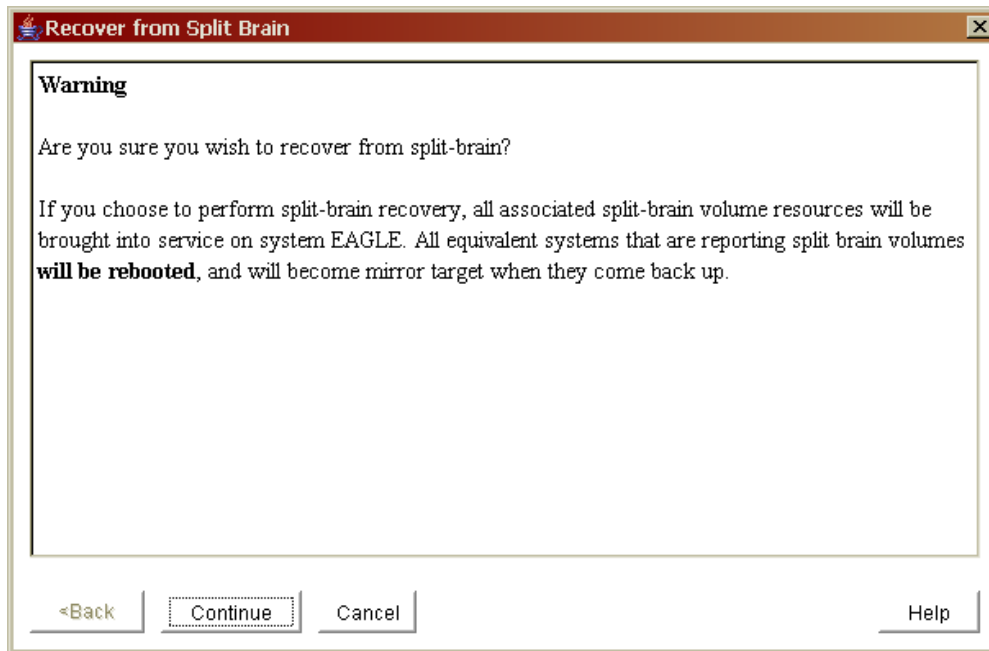 Recover from Split Brain
Warning
Are you sure you wish to recover from split-brain?
If you choose to perform split-brain recovery, all associated split-brain volume resources will be
brought into service on system EAGLE. All equivalent systems that are reporting split brain volumes
will be rebooted, and will become mirror target when they come back up.
<Back Continue Cancel Help